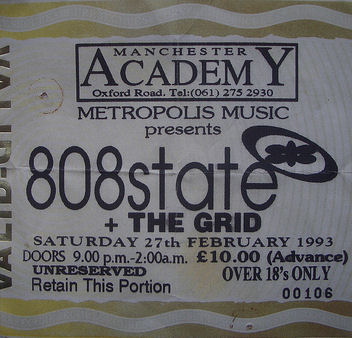 MANCHESTER
ACADEMY
Oxford Road. Tel:(061) 275 2930
METROPOLIS MUSIC
presents
808state
+ THE GRID
SATURDAY 27th FEBRUARY 1993
DOORS 9.00 p.m.-2:00a.m. £10.00 (Advance)
UNRESERVED OVER 18's ONLY
Retain This Portion
00106